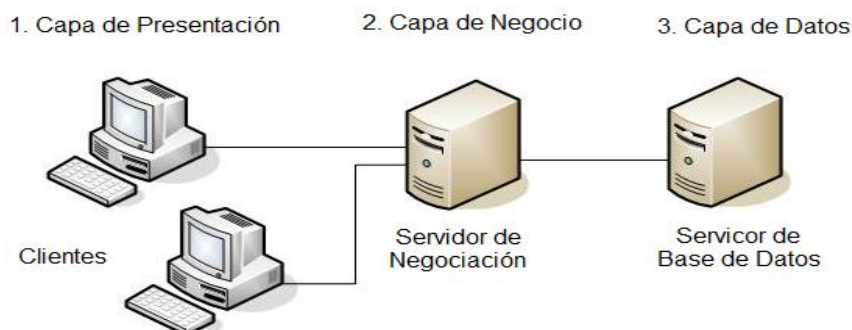 1. Capa de Presentación
2. Capa de Negocio
3. Capa de Datos
Clientes
Servidor de
Negociación
Servicor de
Base de Datos